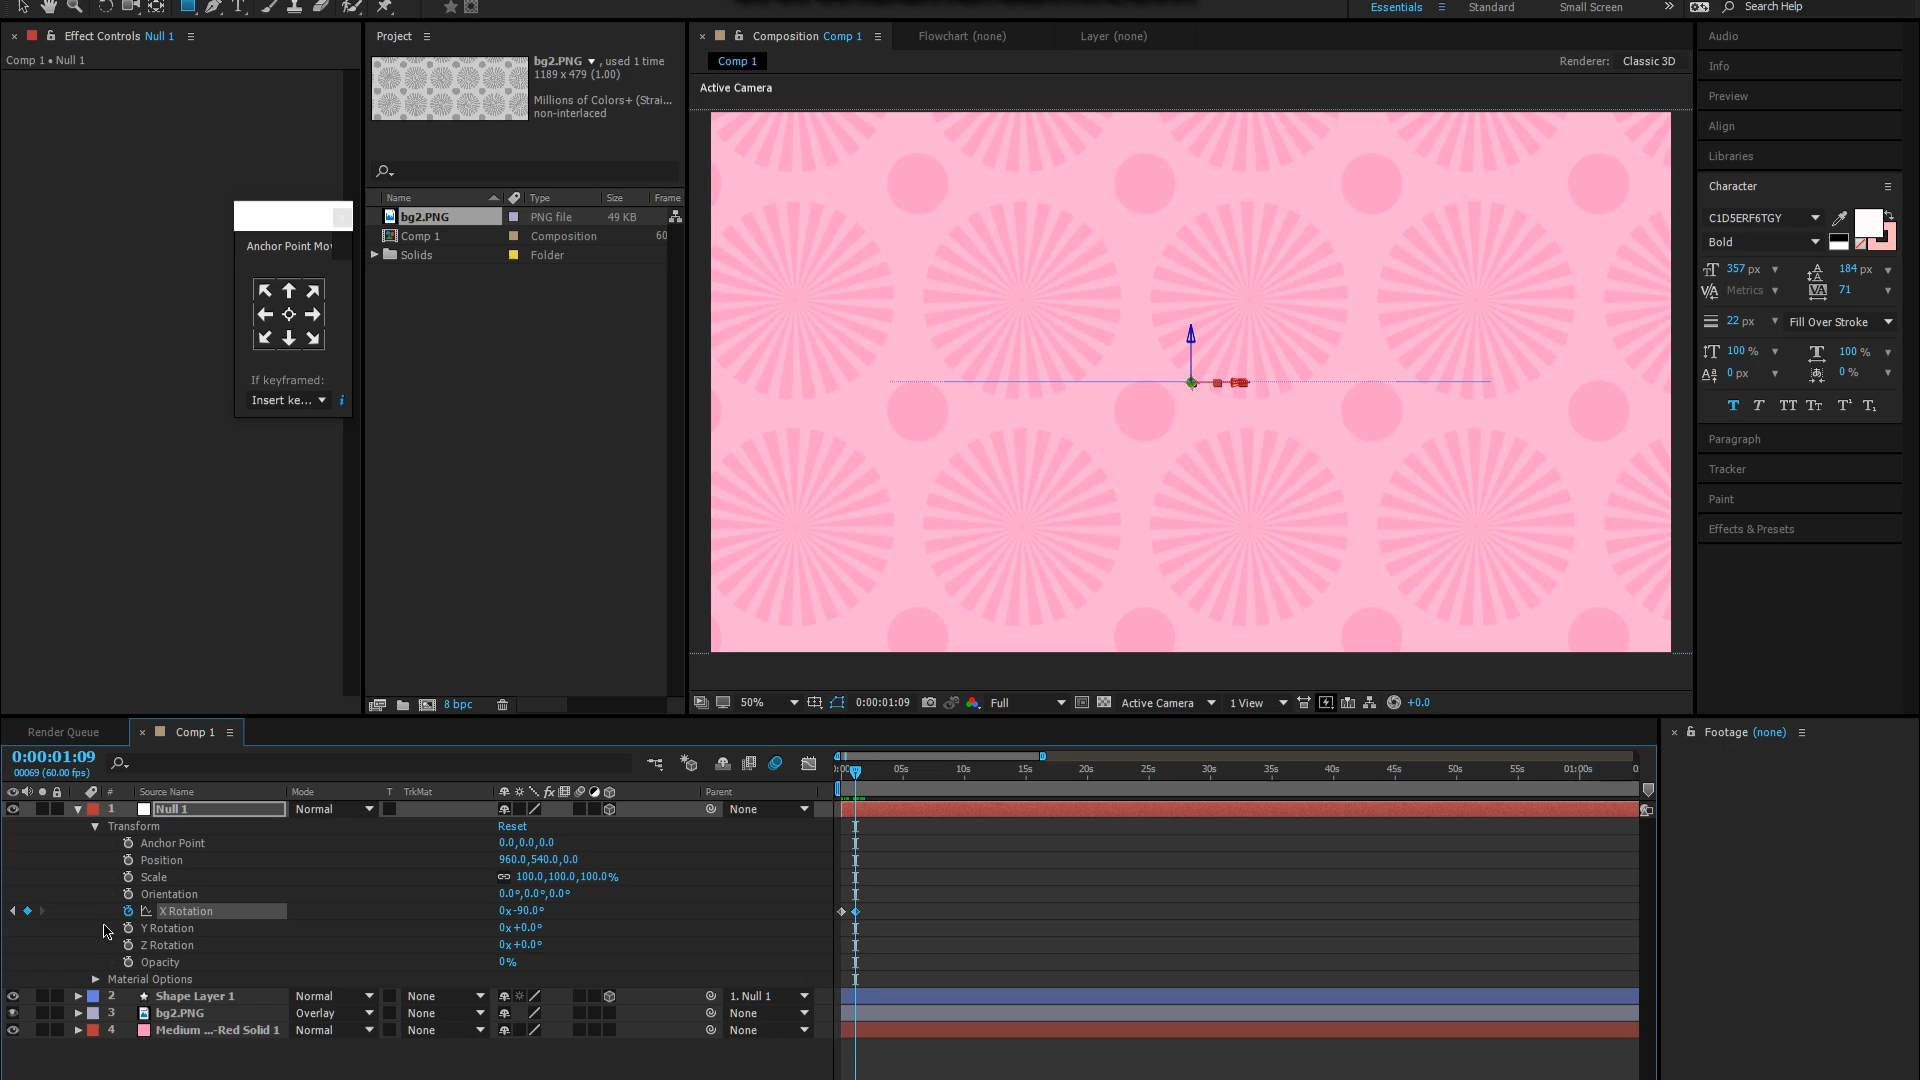 Essentials
Standard
Small Screen
Search Help
Effect Controls Null 1
Comp 1 • Null 1
Anchor Point Mov
If keyframed:
Insert ke...
Project
bg2.PNG ▼ , used 1 time
1189 x 479 (1.00)
Millions of Colors+ (Strai...
non-interlaced
Name Type Size Frame
bg2.PNG PNG file 49 KB
Comp 1 Composition 60
Solids Folder
8 bpc
Composition Comp 1
Flowchart (none)
Layer (none)
Comp 1
Renderer: Classic 3D
Active Camera
50%
0:00:01:09
Full
Active Camera
1 View
+0.0
Audio
Info
Preview
Align
Libraries
Character
C1D5ERF6TGY
Bold
357 px
184 px
Metrics
71
22 px
Fill Over Stroke
100 %
100 %
0 px
0 %
T T TT Tт T¹ T₁
Paragraph
Tracker
Paint
Effects & Presets
Render Queue
Comp 1
0:00:01:09
00069 (60.00 fps)
# Source Name Mode T TrkMat Parent
05s 10s 15s 20s 25s 30s 35s 40s 45s 50s 55s 01:00s
1 Null 1 Normal None
Transform Reset
Anchor Point 0.0,0.0,0.0
Position 960.0,540.0,0.0
Scale 100.0,100.0,100.0%
Orientation 0.0°,0.0°,0.0°
X Rotation 0x-90.0°
Y Rotation 0x+0.0°
Z Rotation 0x+0.0°
Opacity 0%
Material Options
2 Shape Layer 1 Normal None 1. Null 1
3 bg2.PNG Overlay None None
4 Medium ...-Red Solid 1 Normal None None
Footage (none)